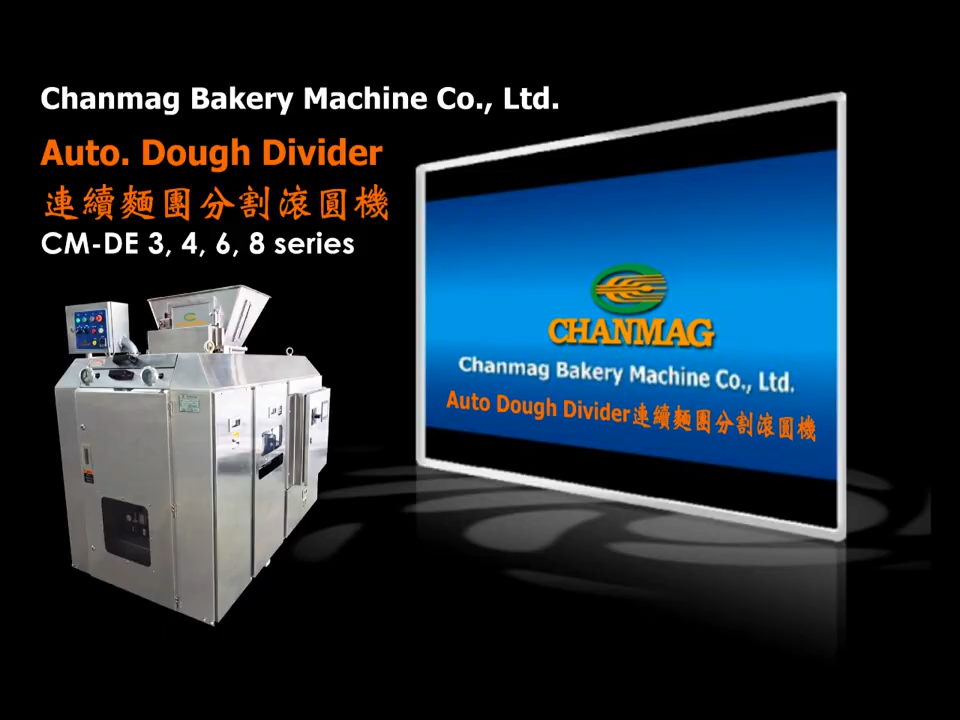 Chanmag Bakery Machine Co., Ltd.
Auto. Dough Divider
連續麵團分割滾圓機
CM-DE 3, 4, 6, 8 series
CHANMAG
Chanmag Bakery Machine Co., Ltd.
Auto Dough Divider連續麵團分割滾圓機